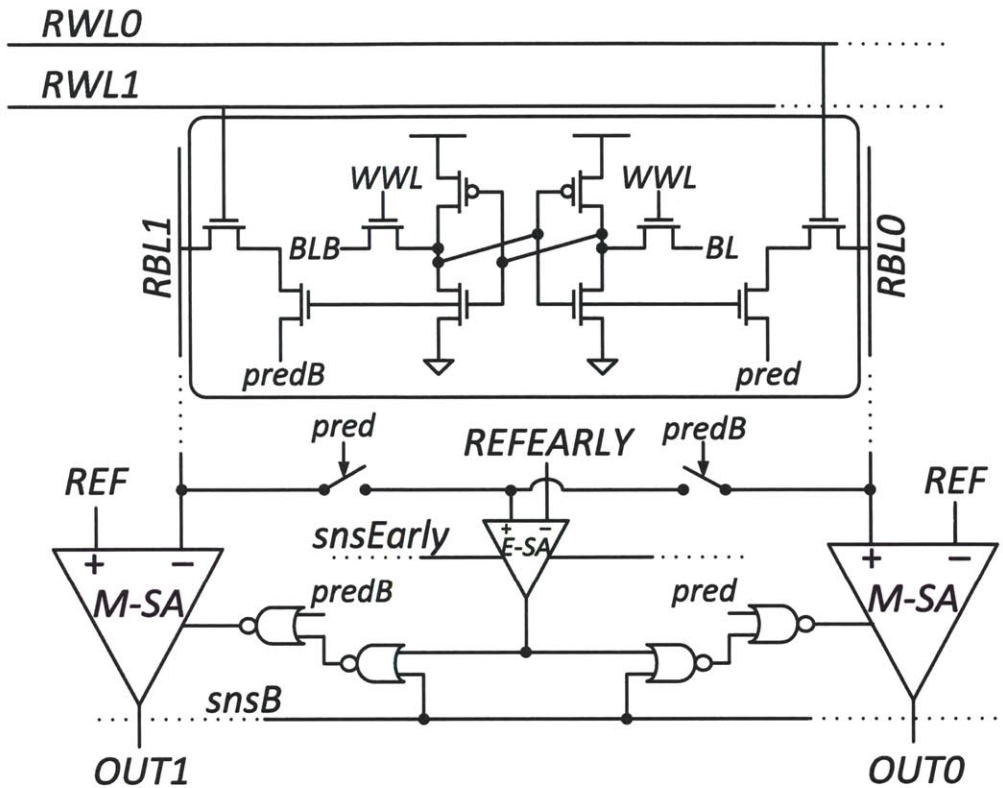 RWL0
RWL1
WWL
WWL
BLB
BL
RBL1
RBL0
predB
pred
pred
REFEARLY
predB
REF
REF
snsEarly
+ -
E-SA
+ -
M-SA
+ -
M-SA
predB
pred
snsB
OUT1
OUT0